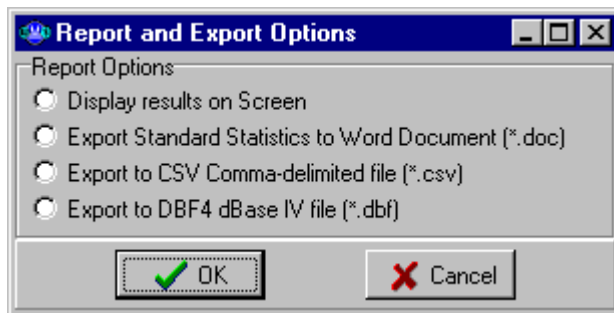 Report and Export Options
Report Options
Display results on Screen
Export Standard Statistics to Word Document (*.doc)
Export to CSV Comma-delimited file (*.csv)
Export to DBF4 dBase IV file (*.dbf)
OK
Cancel